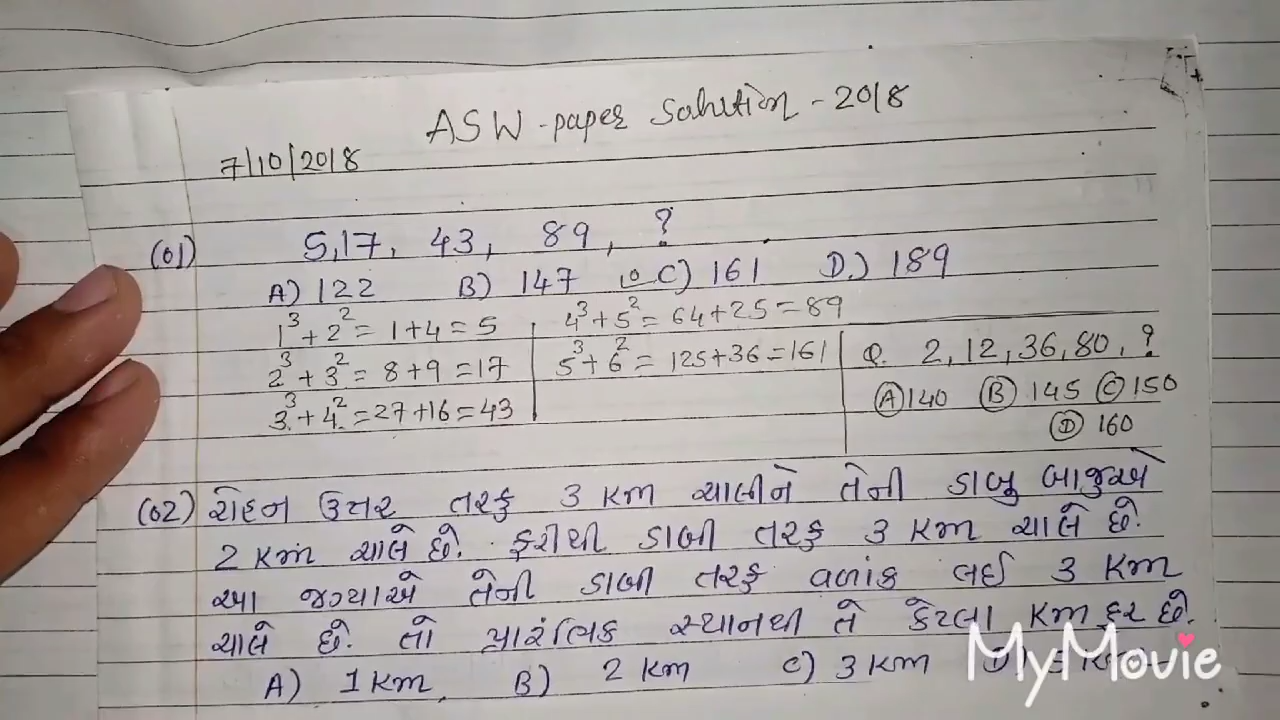 ASW - paper Solution - 2018
7/10/2018
(01) 5, 17, 43, 89, ?
A) 122 B) 147 C) 161 D.) 189
1³ + 2² = 1 + 4 = 5
2³ + 3² = 8 + 9 = 17
3³ + 4² = 27 + 16 = 43
4³ + 5² = 64 + 25 = 89
5³ + 6² = 125 + 36 = 161
Q. 2, 12, 36, 80, ?
Ⓐ 140 Ⓑ 145 Ⓒ 150
Ⓓ 160
(02) રોહન ઉત્તર તરફ 3 Km ચાલીને તેની ડાબુ બાજુએ
2 Km ચાલે છે. ફરીથી ડાબી તરફ 3 Km ચાલે છે.
આ જગ્યાએ તેની ડાબી તરફ વળાંક લઈ 3 Km
ચાલે છે. તો પ્રારંભિક સ્થાનથી તે કેટલા Km દુર છે.
A) 1 Km B) 2 Km C) 3 Km
MyMovie